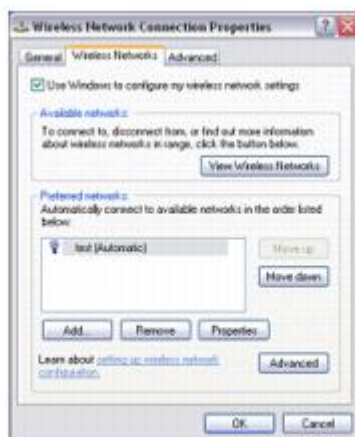 Wireless Network Connection Properties
General Wireless Networks Advanced
Use Windows to configure my wireless network settings
Available networks:
To connect to, disconnect from, or find out more information
about wireless networks in range, click the button below.
View Wireless Networks
Preferred networks:
Automatically connect to available networks in the order listed
below:
test (Automatic)
Move up
Move down
Add... Remove Properties
Learn about setting up wireless network
configuration.
Advanced
OK Cancel